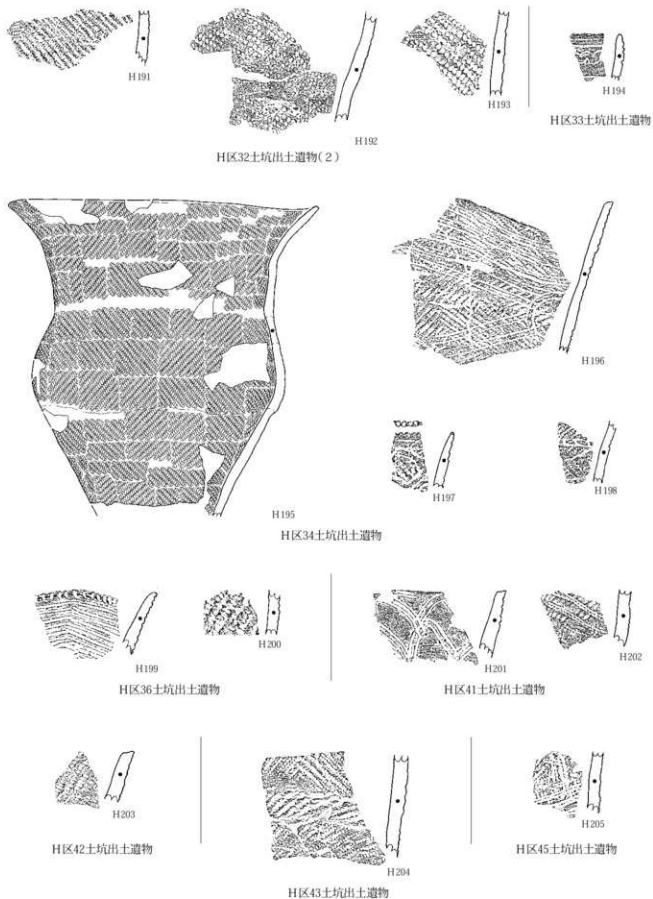 H191
H192
H193
H194
H区32土坑出土遺物(2)
H区33土坑出土遺物
H195
H196
H197
H198
H区34土坑出土遺物
H199
H200
H201
H202
H区36土坑出土遺物
H区41土坑出土遺物
H203
H204
H205
H区42土坑出土遺物
H区43土坑出土遺物
H区45土坑出土遺物